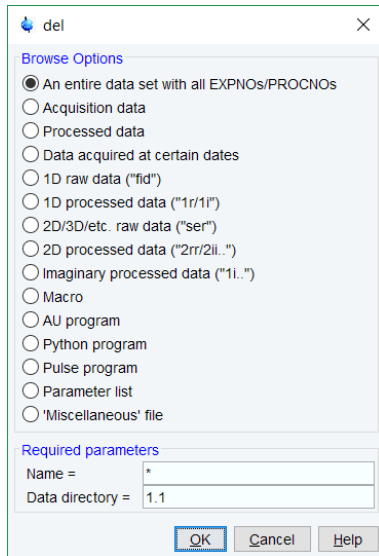 del
Browse Options
An entire data set with all EXPNOs/PROCNOs
Acquisition data
Processed data
Data acquired at certain dates
1D raw data ("fid")
1D processed data ("1r/1i")
2D/3D/etc. raw data ("ser")
2D processed data ("2rr/2ii..")
Imaginary processed data ("1i..")
Macro
AU program
Python program
Pulse program
Parameter list
'Miscellaneous' file
Required parameters
Name = *
Data directory = 1.1
OK Cancel Help